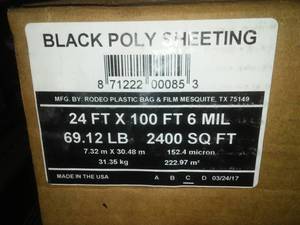 BLACK POLY SHEETING
8 71222 00085 3
MFG. BY: RODEO PLASTIC BAG & FILM MESQUITE, TX 75149
24 FT X 100 FT 6 MIL
69.12 LB 2400 SQ FT
7.32 m X 30.48 m 152.4 micron
31.35 kg 222.97 m²
MADE IN THE USA A B C D 03/24/17